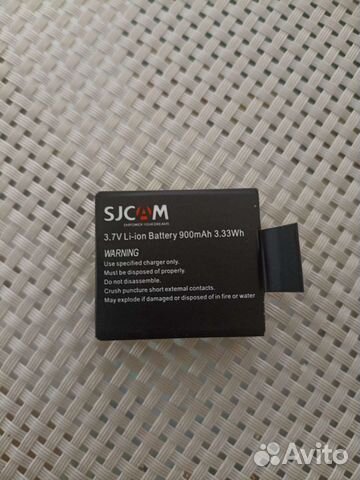 SJCAM
EMPOWER YOUR DREAMS
3.7V Li-ion Battery 900mAh 3.33Wh
WARNING
Use specified charger only.
Must be disposed of properly.
Do not disassemble.
Crush puncture short external contacts.
May explode if damaged or disposed of in fire or water
Avito